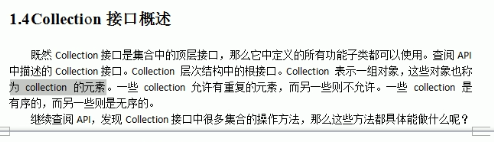 1.4Collection 接口概述
既然 Collection 接口是集合中的顶层接口，那么它中定义的所有功能子类都可以使用。查阅 API
中描述的 Collection 接口。Collection 层次结构中的根接口。Collection 表示一组对象，这些对象也称
为 collection 的元素。一些 collection 允许有重复的元素，而另一些则不允许。一些 collection 是
有序的，而另一些则是无序的。
继续查阅 API，发现 Collection 接口中很多集合的操作方法，那么这些方法都具体能做什么呢？